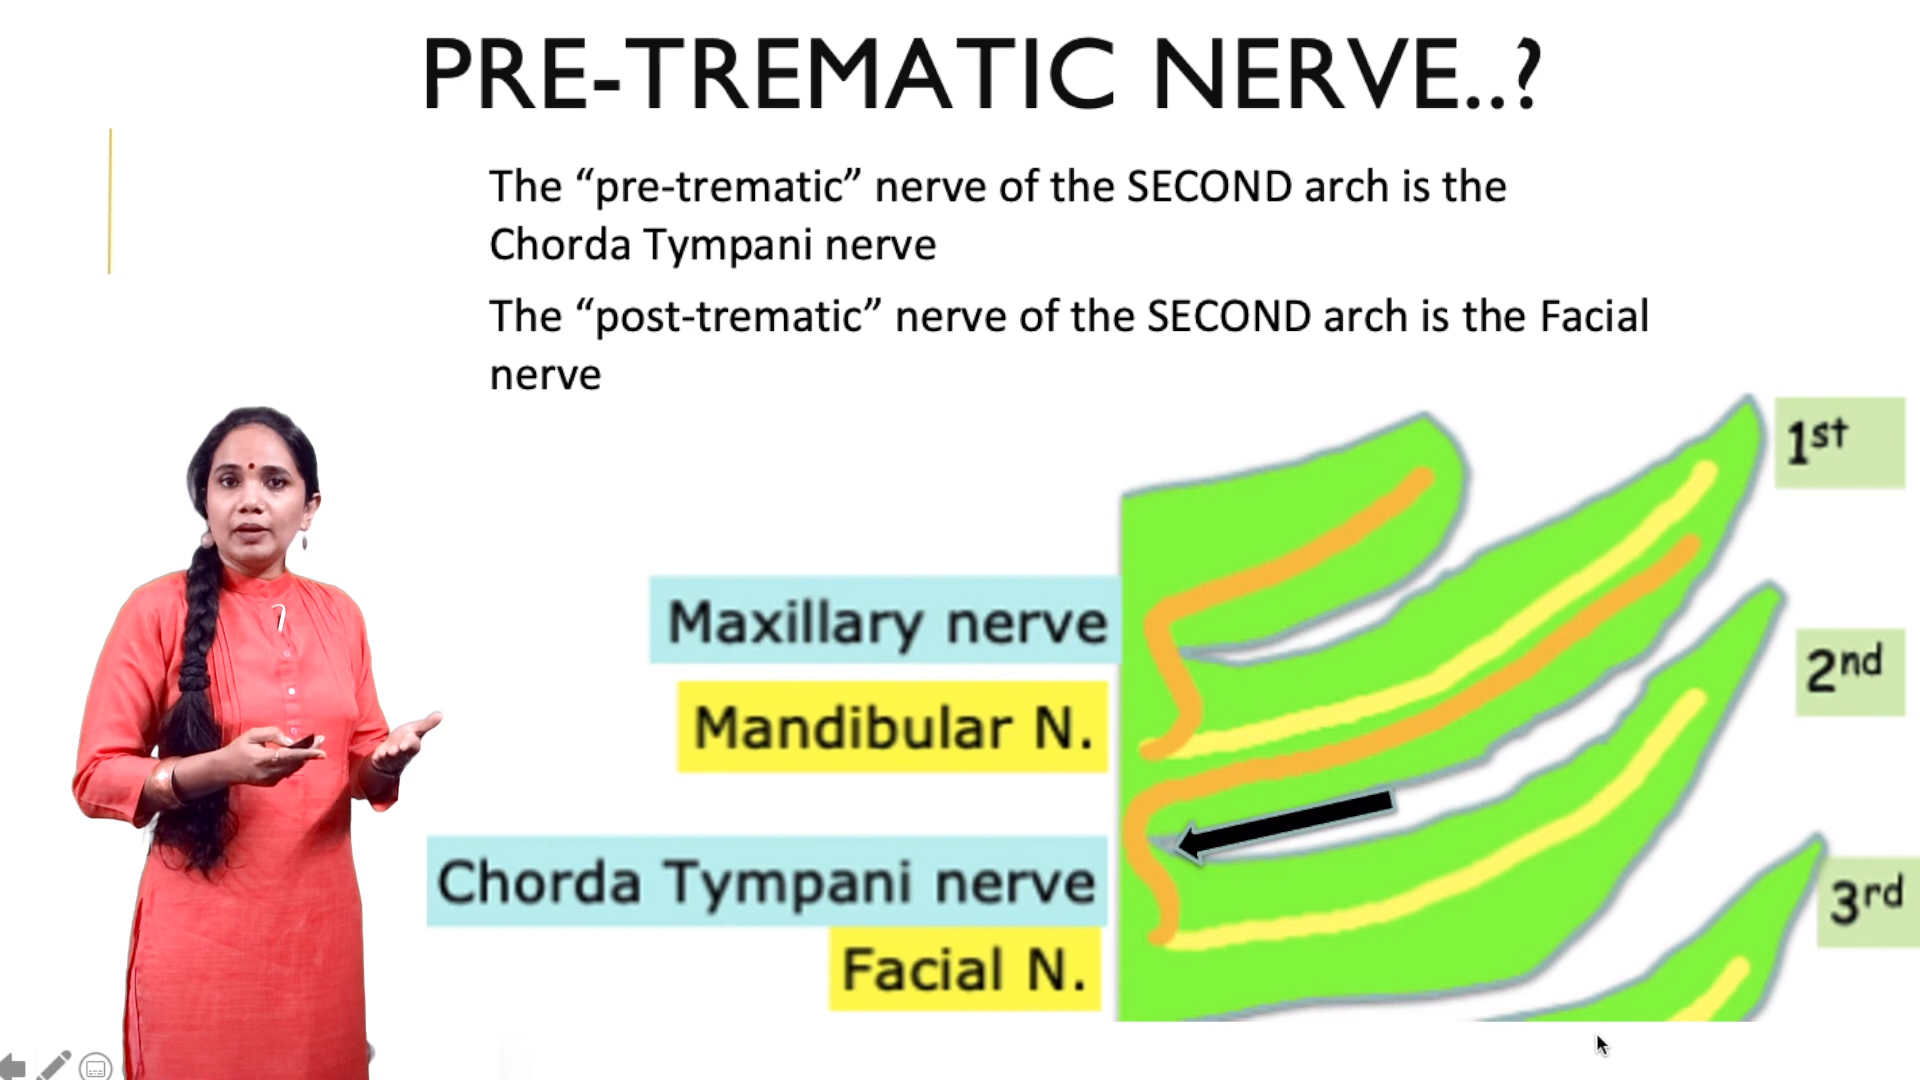 PRE-TREMATIC NERVE..?
The “pre-trematic” nerve of the SECOND arch is the
Chorda Tympani nerve
The “post-trematic” nerve of the SECOND arch is the Facial
nerve
1st
Maxillary nerve
2nd
Mandibular N.
Chorda Tympani nerve
3rd
Facial N.